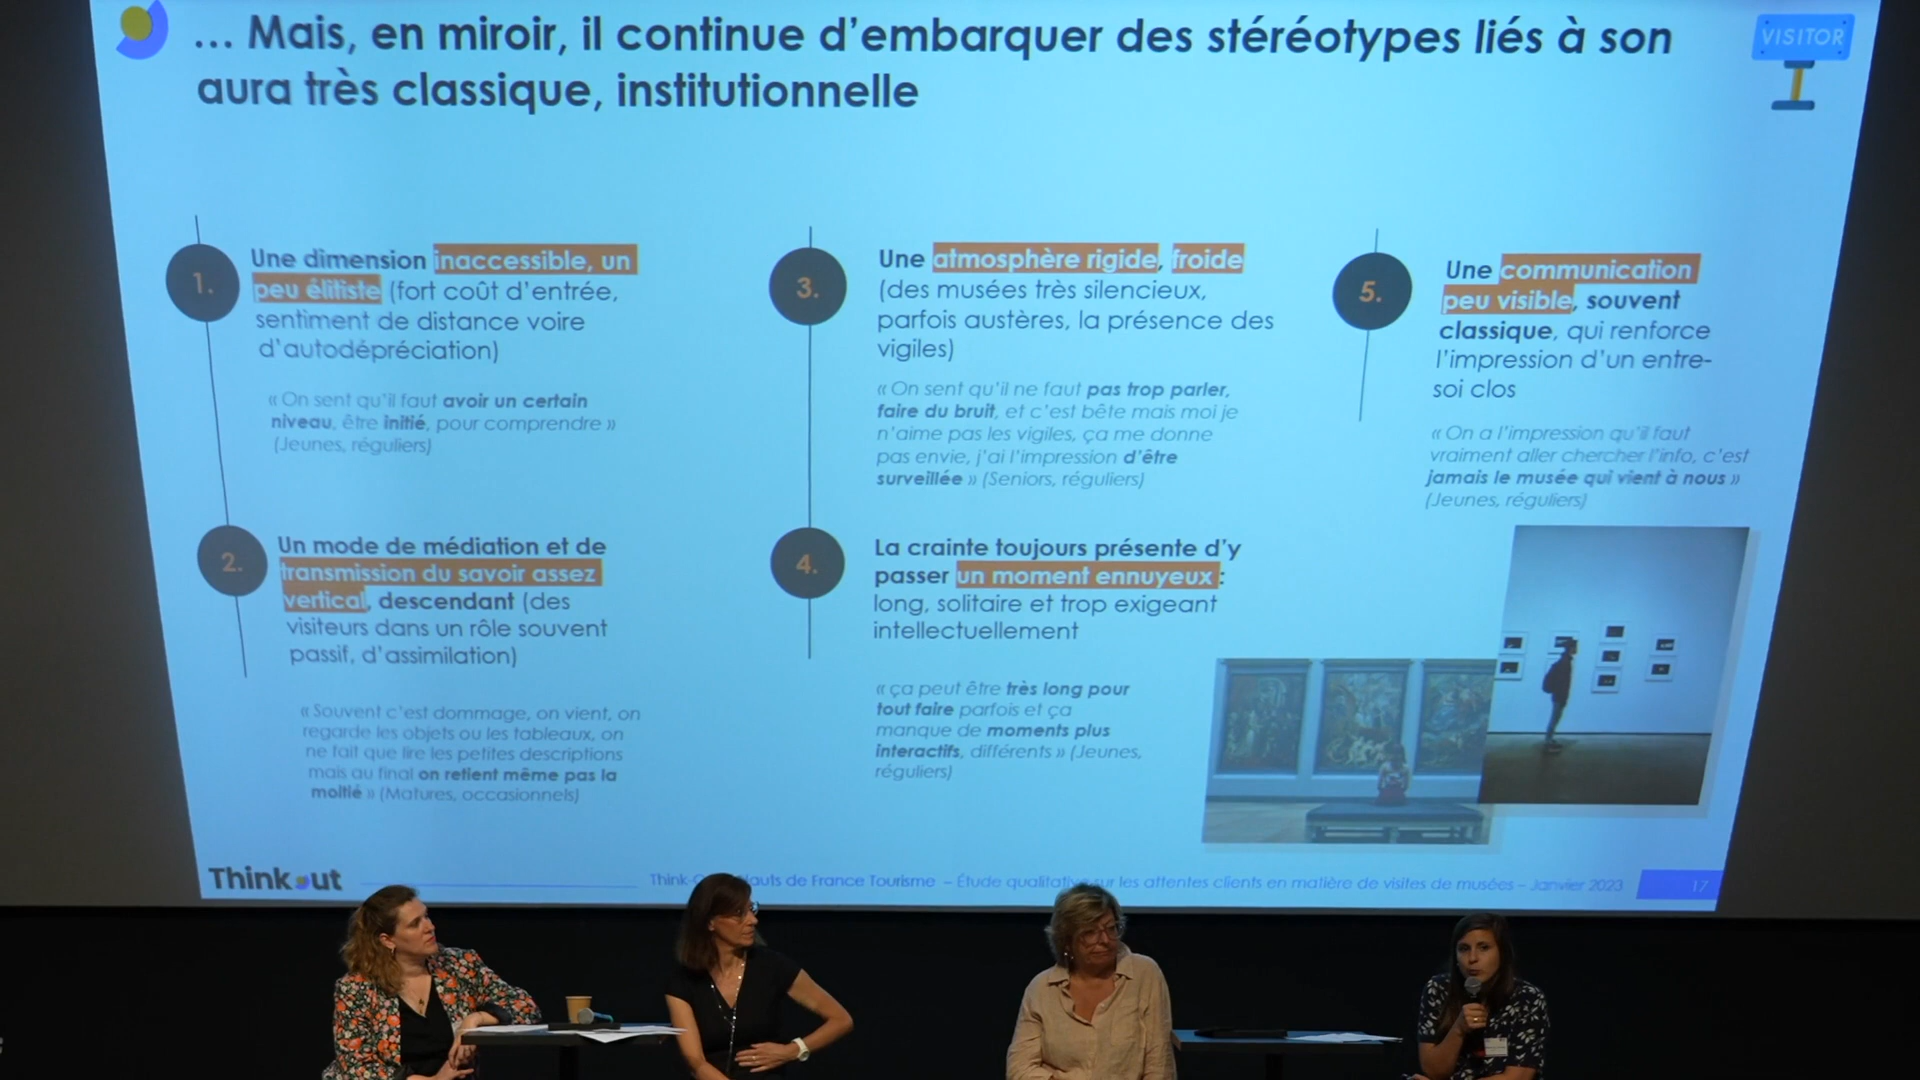 ... Mais, en miroir, il continue d'embarquer des stéréotypes liés à son
aura très classique, institutionnelle
VISITOR
1.
Une dimension inaccessible, un
peu élitiste (fort coût d'entrée,
sentiment de distance voire
d'autodépréciation)
« On sent qu'il faut avoir un certain
niveau, être initié, pour comprendre »
(Jeunes, réguliers)
2.
Un mode de médiation et de
transmission du savoir assez
vertical, descendant (des
visiteurs dans un rôle souvent
passif, d'assimilation)
« Souvent c'est dommage, on vient, on
regarde les objets ou les tableaux, on
ne fait que lire les petites descriptions
mais au final on retient même pas la
moitié » (Matures, occasionnels)
3.
Une atmosphère rigide, froide
(des musées très silencieux,
parfois austères, la présence des
vigiles)
« On sent qu'il ne faut pas trop parler,
faire du bruit, et c'est bête mais moi je
n'aime pas les vigiles, ça me donne
pas envie, j'ai l'impression d'être
surveillée » (Seniors, réguliers)
4.
La crainte toujours présente d'y
passer un moment ennuyeux :
long, solitaire et trop exigeant
intellectuellement
« ça peut être très long pour
tout faire parfois et ça
manque de moments plus
interactifs, différents » (Jeunes,
réguliers)
5.
Une communication
peu visible, souvent
classique, qui renforce
l'impression d'un entre-
soi clos
« On a l'impression qu'il faut
vraiment aller chercher l'info, c'est
jamais le musée qui vient à nous »
(Jeunes, réguliers)
Think out
Think- Hauts de France Tourisme – Étude qualitative sur les attentes clients en matière de visites de musées – Janvier 2023
17